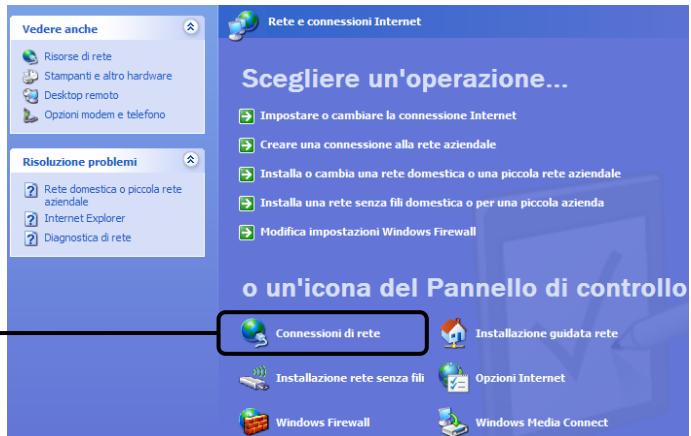 Vedere anche
Risorse di rete
Stampanti e altro hardware
Desktop remoto
Opzioni modem e telefono
Risoluzione problemi
Rete domestica o piccola rete
aziendale
Internet Explorer
Diagnostica di rete
Rete e connessioni Internet
Scegliere un'operazione...
Impostare o cambiare la connessione Internet
Creare una connessione alla rete aziendale
Installa o cambia una rete domestica o una piccola rete aziendale
Installa una rete senza fili domestica o per una piccola azienda
Modifica impostazioni Windows Firewall
o un'icona del Pannello di controllo
Connessioni di rete
Installazione guidata rete
Installazione rete senza fili
Opzioni Internet
Windows Firewall
Windows Media Connect